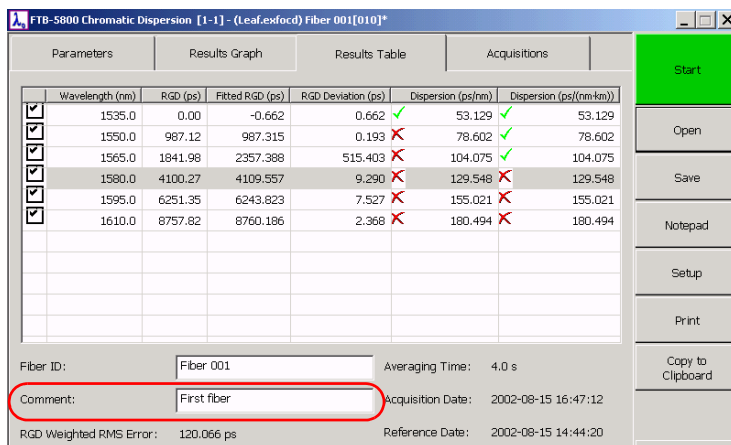 FTB-5800 Chromatic Dispersion [1-1] - (Leaf.exfocd) Fiber 001[010]*
Parameters Results Graph Results Table Acquisitions
Wavelength (nm) RGD (ps) Fitted RGD (ps) RGD Deviation (ps) Dispersion (ps/nm) Dispersion (ps/(nm·km))
1535.0 0.00 -0.662 0.662 53.129 53.129
1550.0 987.12 987.315 0.193 78.602 78.602
1565.0 1841.98 2357.388 515.403 104.075 104.075
1580.0 4100.27 4109.557 9.290 129.548 129.548
1595.0 6251.35 6243.823 7.527 155.021 155.021
1610.0 8757.82 8760.186 2.368 180.494 180.494
Fiber ID: Fiber 001 Averaging Time: 4.0 s
Comment: First fiber Acquisition Date: 2002-08-15 16:47:12
RGD Weighted RMS Error: 120.066 ps Reference Date: 2002-08-15 14:44:20
Start
Open
Save
Notepad
Setup
Print
Copy to
Clipboard